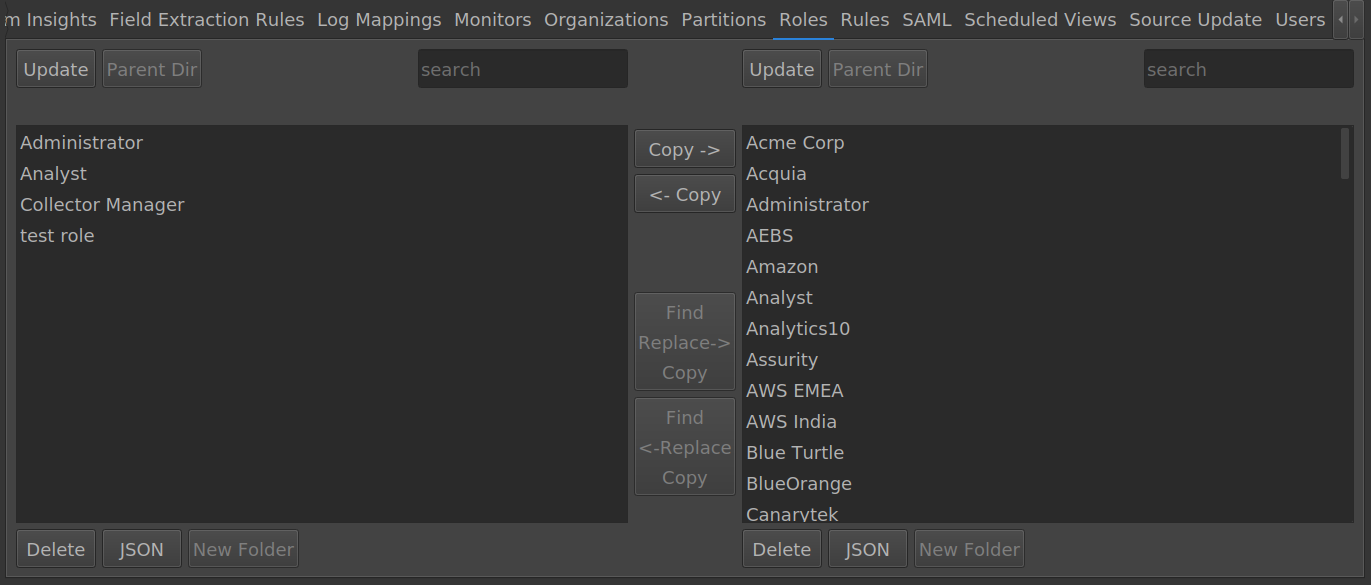 m Insights Field Extraction Rules Log Mappings Monitors Organizations Partitions Roles Rules SAML Scheduled Views Source Update Users
Update Parent Dir search
Update Parent Dir search
Administrator
Analyst
Collector Manager
test role
Copy ->
<- Copy
Find
Replace->
Copy
Find
<-Replace
Copy
Acme Corp
Acquia
Administrator
AEBS
Amazon
Analyst
Analytics10
Assurity
AWS EMEA
AWS India
Blue Turtle
BlueOrange
Canarytek
Delete JSON New Folder
Delete JSON New Folder